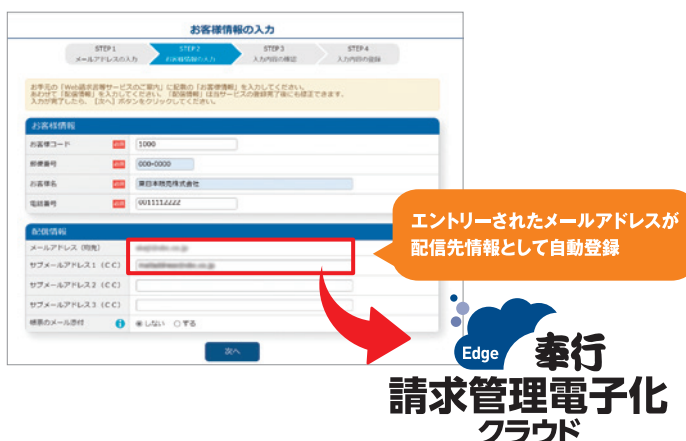 お客様情報の入力
STEP1
メールアドレスの入力
STEP2
お客様情報の入力
STEP3
入力内容の確認
STEP4
入力内容の登録
お手元の「Web請求書等サービスのご案内」に記載の「お客様情報」を入力してください。
あわせて「配信情報」を入力してください。「配信情報」は当サービスの登録完了後にも修正できます。
入力が完了したら、［次へ］ボタンをクリックしてください。
お客様情報
お客様コード 必須 1000
郵便番号 必須 000-0000
お客様名 必須 東日本販売株式会社
電話番号 必須 0011112222
配信情報
メールアドレス（宛先）
サブメールアドレス１（ＣＣ）
サブメールアドレス２（ＣＣ）
サブメールアドレス３（ＣＣ）
帳票のメール添付 しない する
次へ
エントリーされたメールアドレスが
配信先情報として自動登録
Edge 奉行
請求管理電子化
クラウド